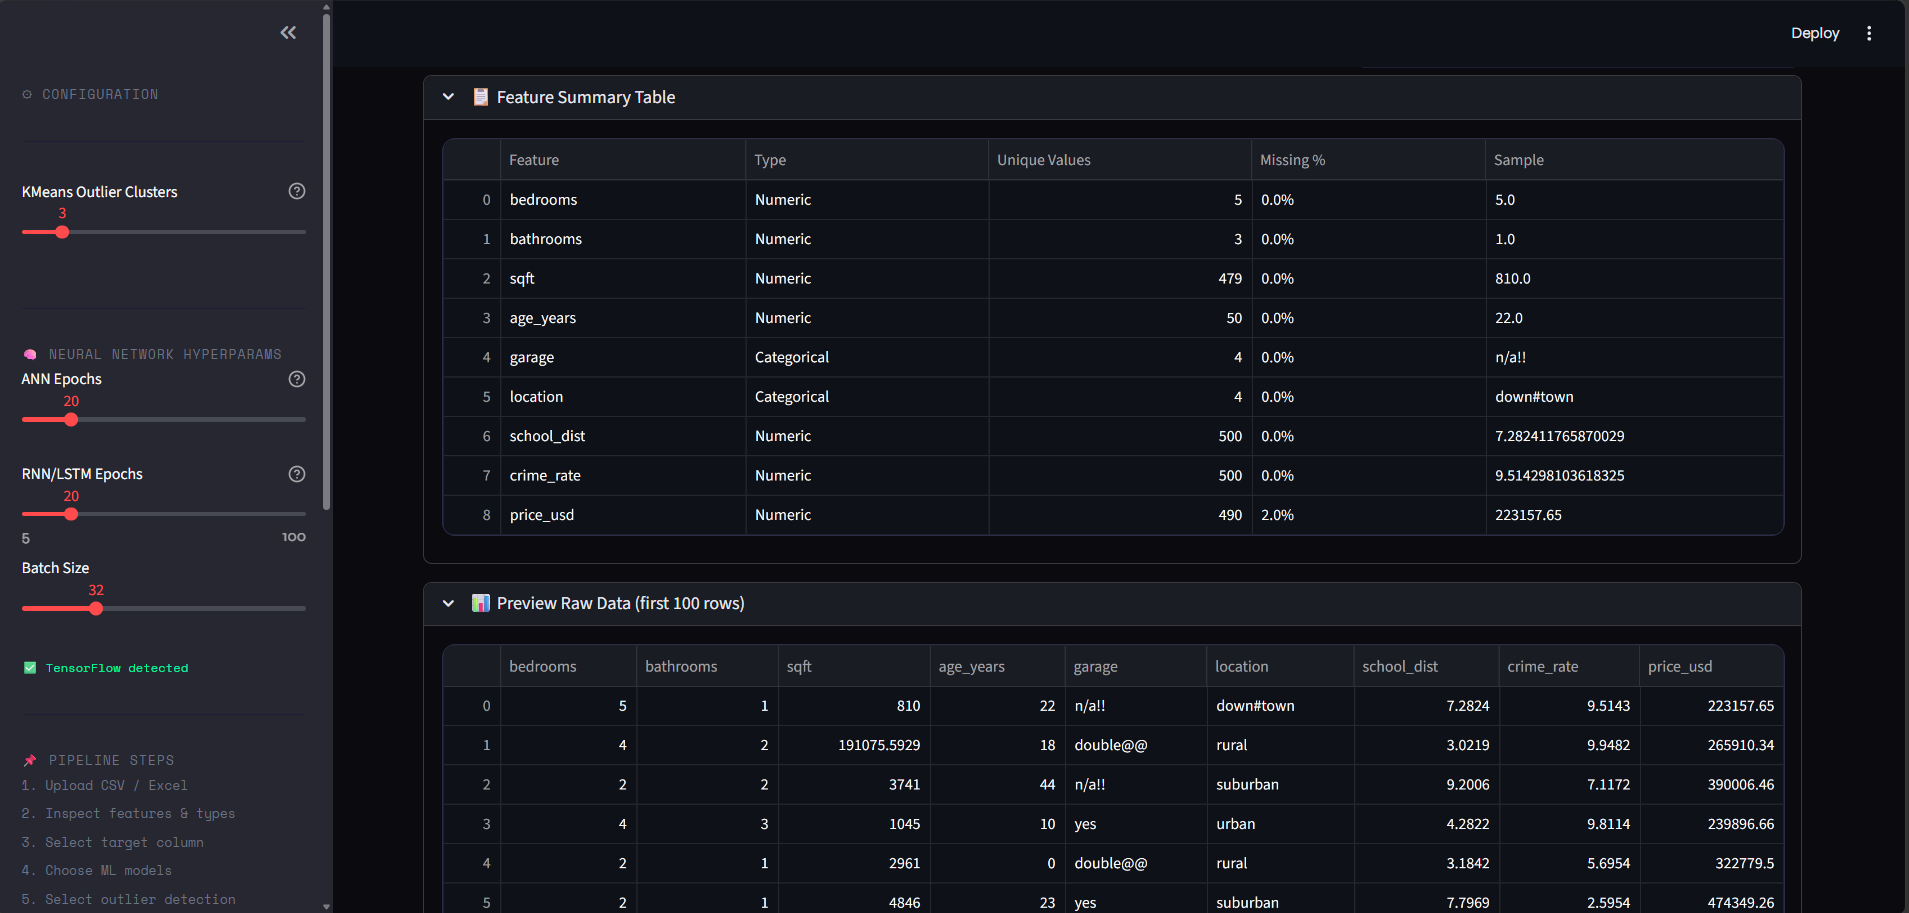 Deploy
CONFIGURATION
KMeans Outlier Clusters
3
NEURAL NETWORK HYPERPARAMS
ANN Epochs
20
RNN/LSTM Epochs
20
5 100
Batch Size
32
TensorFlow detected
PIPELINE STEPS
1. Upload CSV / Excel
2. Inspect features & types
3. Select target column
4. Choose ML models
5. Select outlier detection
Feature Summary Table
Feature Type Unique Values Missing % Sample
0 bedrooms Numeric 5 0.0% 5.0
1 bathrooms Numeric 3 0.0% 1.0
2 sqft Numeric 479 0.0% 810.0
3 age_years Numeric 50 0.0% 22.0
4 garage Categorical 4 0.0% n/a!!
5 location Categorical 4 0.0% down#town
6 school_dist Numeric 500 0.0% 7.282411765870029
7 crime_rate Numeric 500 0.0% 9.514298103618325
8 price_usd Numeric 490 2.0% 223157.65
Preview Raw Data (first 100 rows)
bedrooms bathrooms sqft age_years garage location school_dist crime_rate price_usd
0 5 1 810 22 n/a!! down#town 7.2824 9.5143 223157.65
1 4 2 191075.5929 18 double@@ rural 3.0219 9.9482 265910.34
2 2 2 3741 44 n/a!! suburban 9.2006 7.1172 390006.46
3 4 3 1045 10 yes urban 4.2822 9.8114 239896.66
4 2 1 2961 0 double@@ rural 3.1842 5.6954 322779.5
5 2 1 4846 23 yes suburban 7.7969 2.5954 474349.26